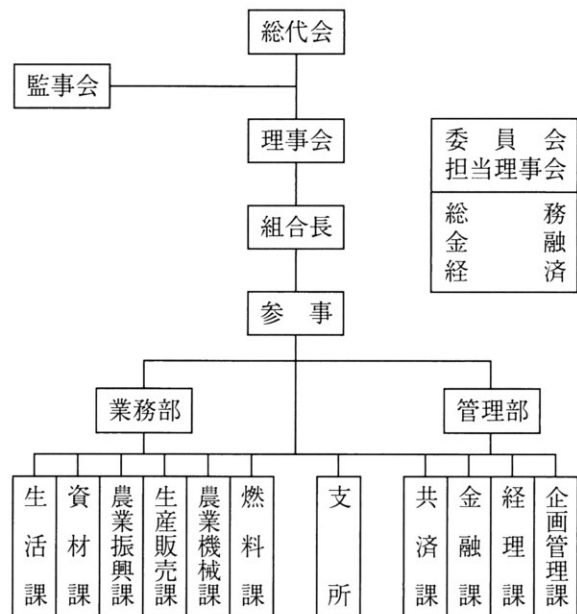 総代会
監事会
理事会
委員会
担当理事会
総務
金融
経済
組合長
参事
業務部
管理部
生活課
資材課
農業振興課
生産販売課
農業機械課
燃料課
支所
共済課
金融課
経理課
企画管理課